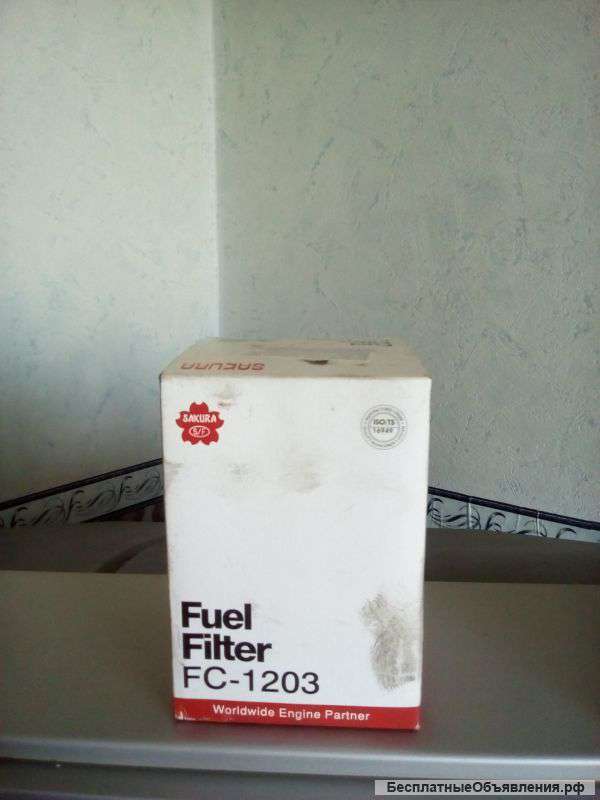 SAKURA
SAKURA
S/F
ISO/TS
16949
Fuel
Filter
FC-1203
Worldwide Engine Partner
БесплатныеОбъявления.рф